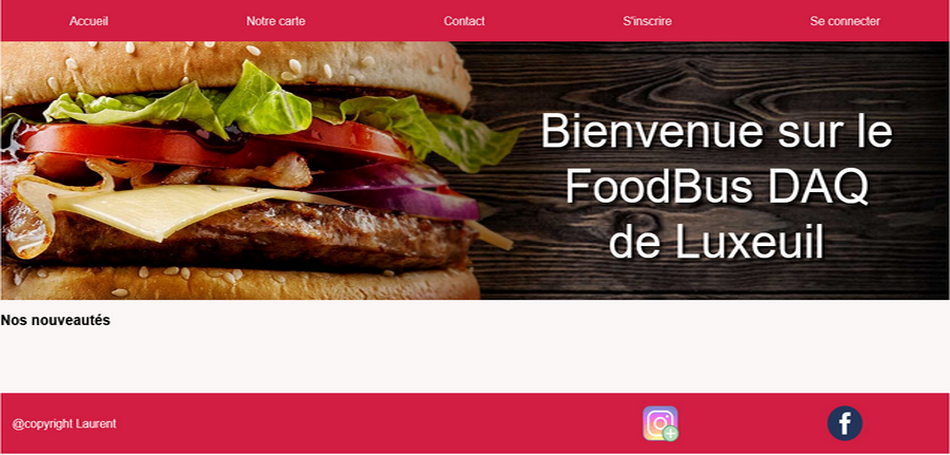 Accueil Notre carte Contact S'inscrire Se connecter
Bienvenue sur le
FoodBus DAQ
de Luxeuil
Nos nouveautés
@copyright Laurent